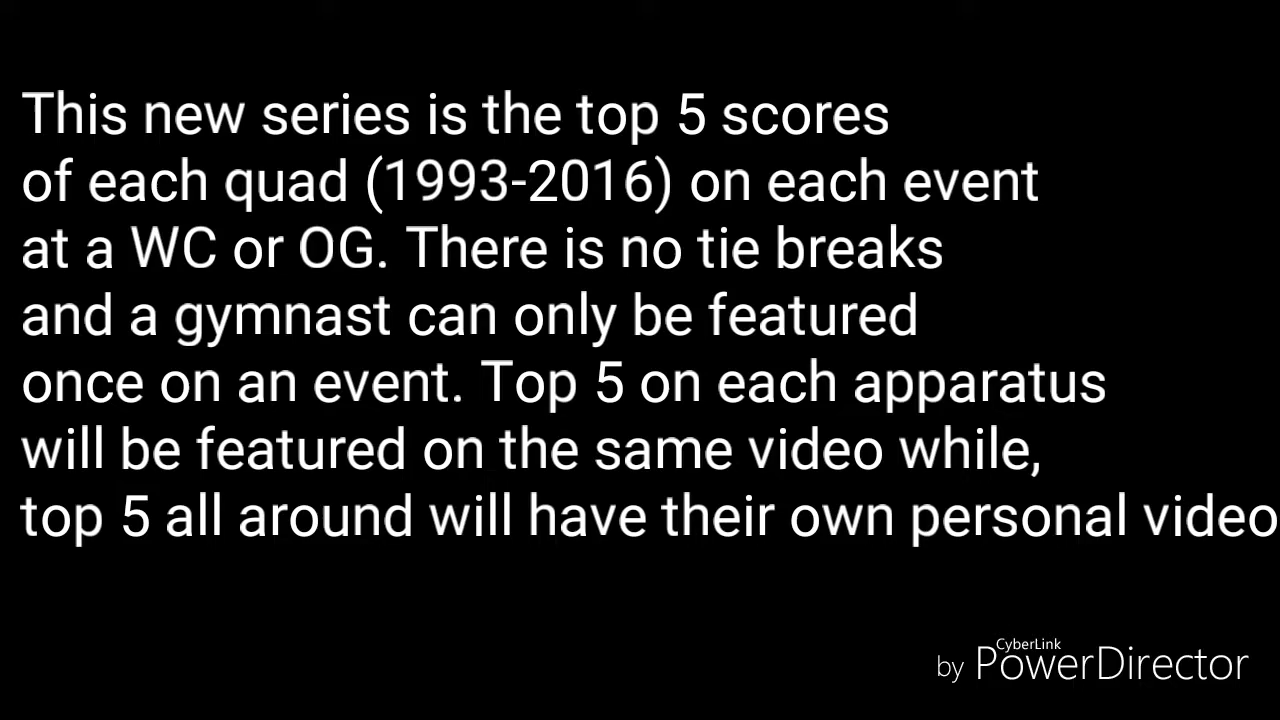 This new series is the top 5 scores
of each quad (1993-2016) on each event
at a WC or OG. There is no tie breaks
and a gymnast can only be featured
once on an event. Top 5 on each apparatus
will be featured on the same video while,
top 5 all around will have their own personal video
CyberLink
by PowerDirector